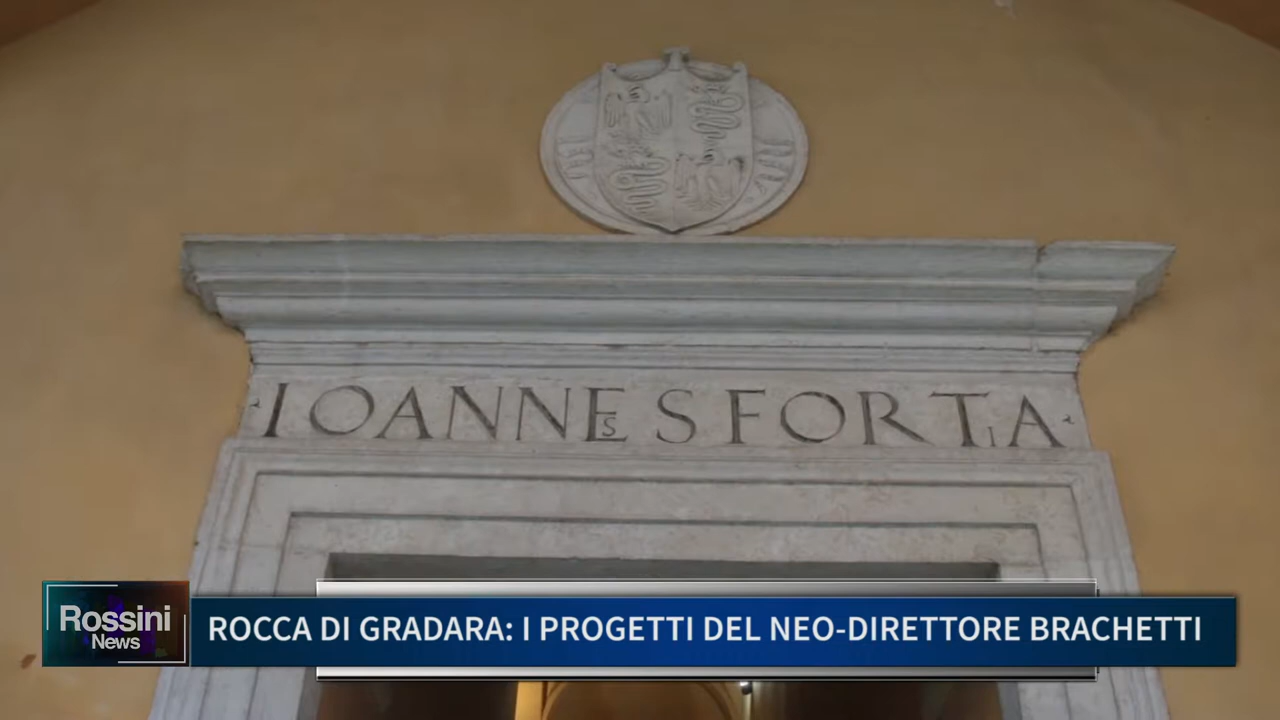 IOANNES SFORTIA
Rossini
News
ROCCA DI GRADARA: I PROGETTI DEL NEO-DIRETTORE BRACHETTI